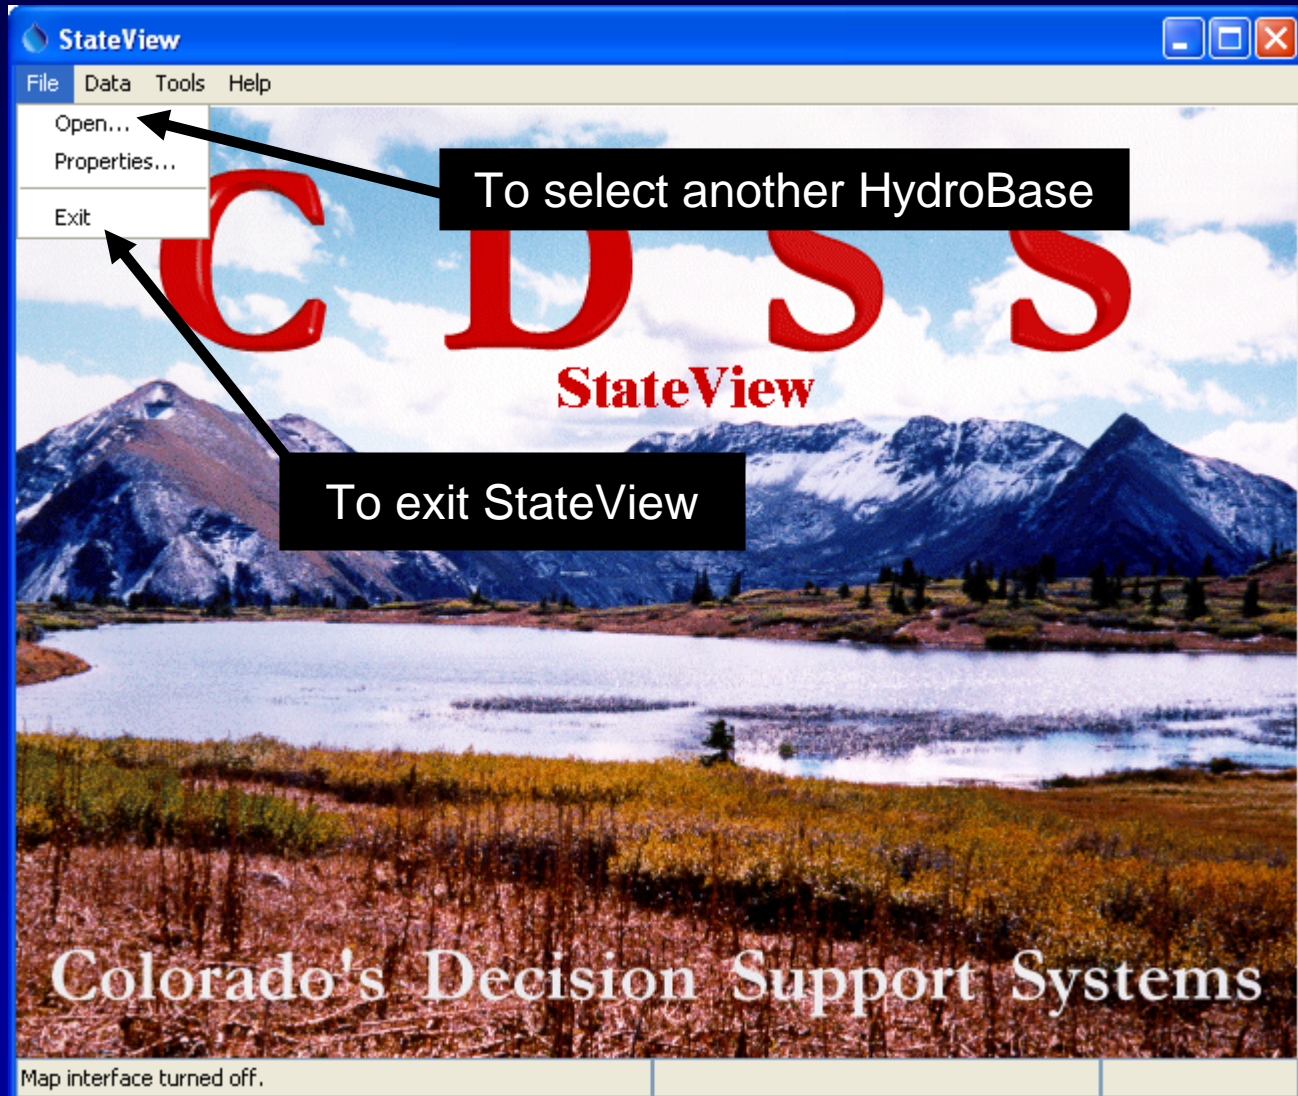 StateView
File Data Tools Help
Open...
Properties...
Exit
To select another HydroBase
C D S S
StateView
To exit StateView
Colorado's Decision Support Systems
Map interface turned off.